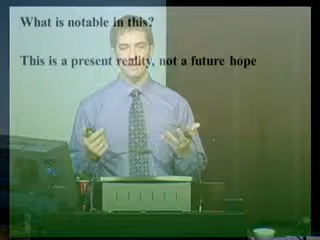 What is notable in this?
This is a present reality, not a future hope